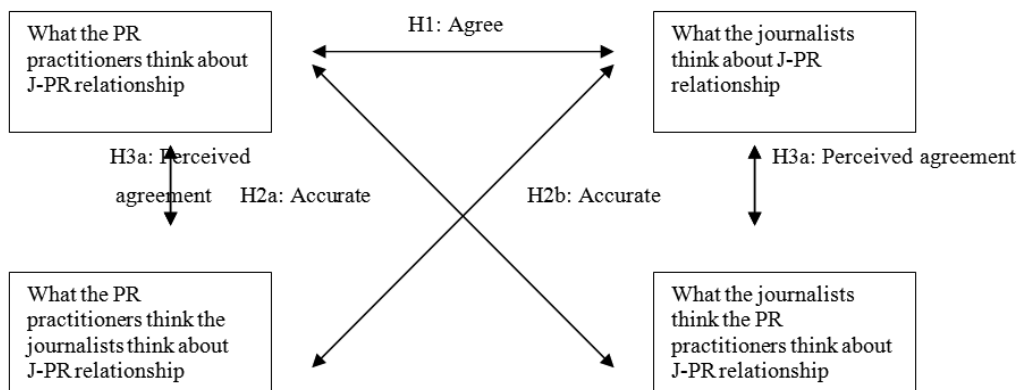 What the PR
practitioners think about
J-PR relationship
H1: Agree
What the journalists
think about J-PR
relationship
H3a: Perceived
agreement
H2a: Accurate
H2b: Accurate
H3a: Perceived agreement
What the PR
practitioners think the
journalists think about
J-PR relationship
What the journalists
think the PR
practitioners think about
J-PR relationship